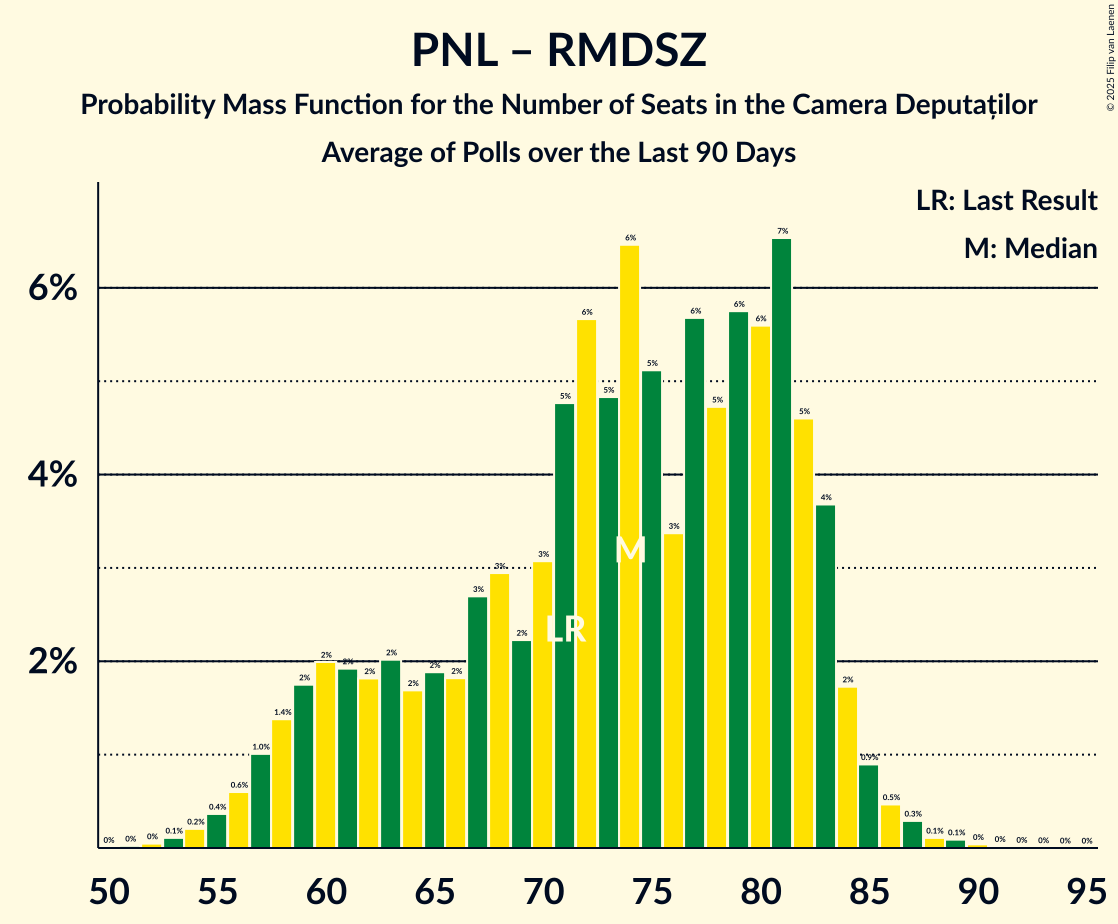 PNL – RMDSZ
Probability Mass Function for the Number of Seats in the Camera Deputaților
Average of Polls over the Last 90 Days
© 2025 Filip van Laenen
LR: Last Result
M: Median
6%
4%
2%
0% 0% 0% 0.1% 0.2% 0.4% 0.6% 1.0% 1.4% 2% 2% 2% 2% 2% 2% 2% 2% 3% 3% 2% 3% 5% 6% 5% 6% 5% 3% 6% 5% 6% 6% 7% 5% 4% 2% 0.9% 0.5% 0.3% 0.1% 0.1% 0% 0% 0% 0% 0% 0%
M
LR
50 55 60 65 70 75 80 85 90 95